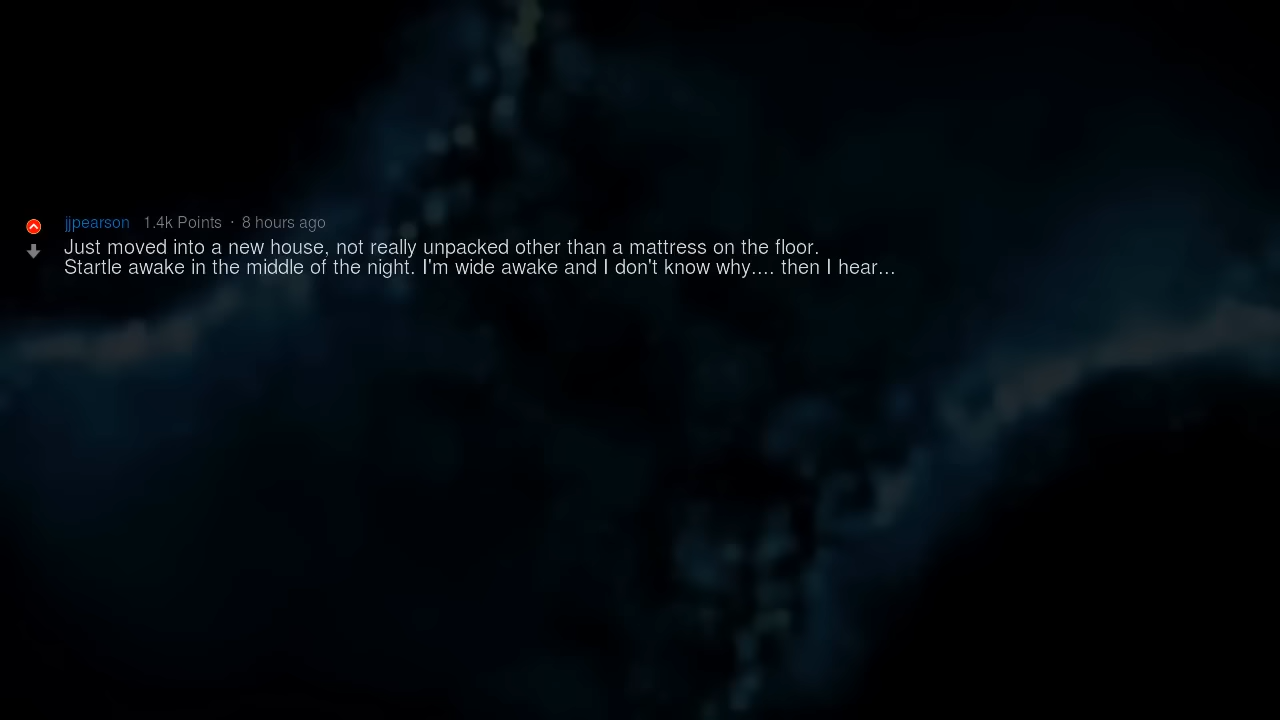 jjpearson 1.4k Points · 8 hours ago
Just moved into a new house, not really unpacked other than a mattress on the floor.
Startle awake in the middle of the night. I'm wide awake and I don't know why.... then I hear...